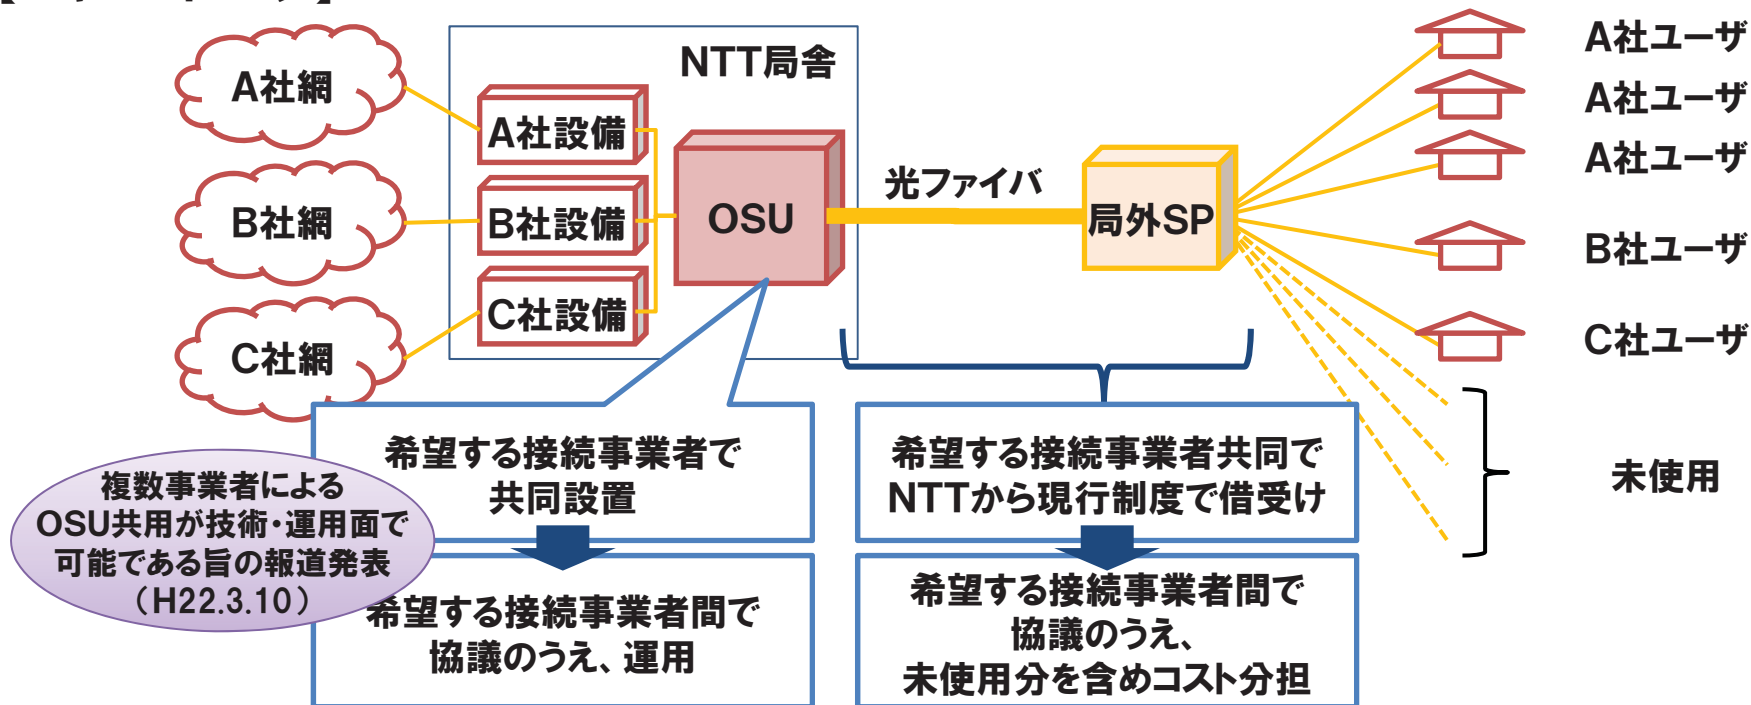 NTT局舎
A社網
B社網
C社網
A社設備
B社設備
C社設備
OSU
光ファイバ
局外SP
A社ユーザ
A社ユーザ
A社ユーザ
B社ユーザ
C社ユーザ
未使用
希望する接続事業者で
共同設置
希望する接続事業者共同で
NTTから現行制度で借受け
複数事業者による
OSU共用が技術・運用面で
可能である旨の報道発表
（H22.3.10）
希望する接続事業者間で
協議のうえ、運用
希望する接続事業者間で
協議のうえ、
未使用分を含めコスト分担